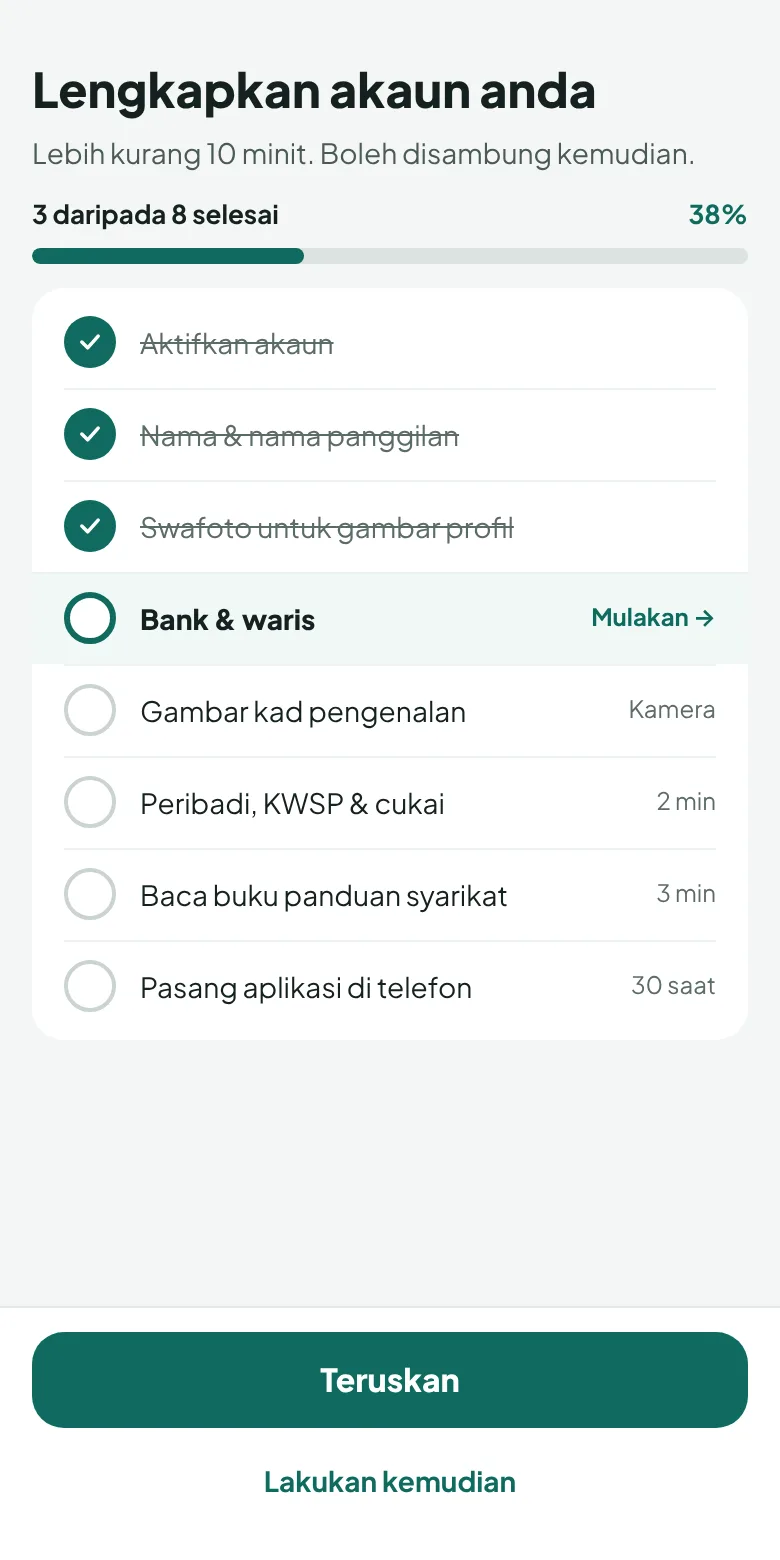 Lengkapkan akaun anda
Lebih kurang 10 minit. Boleh disambung kemudian.
3 daripada 8 selesai 38%
Aktifkan akaun
Nama & nama panggilan
Swafoto untuk gambar profil
Bank & waris Mulakan →
Gambar kad pengenalan Kamera
Peribadi, KWSP & cukai 2 min
Baca buku panduan syarikat 3 min
Pasang aplikasi di telefon 30 saat
Teruskan
Lakukan kemudian